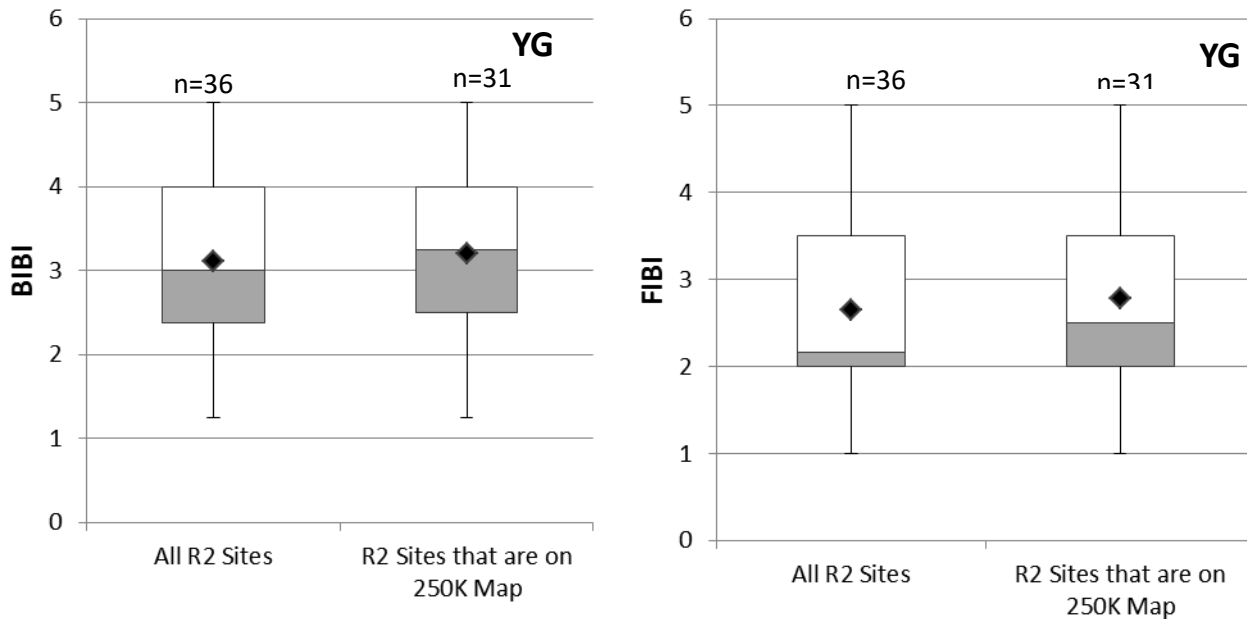 6
5
4
3
2
1
0
BIBI
YG
n=36
n=31
All R2 Sites
R2 Sites that are on
250K Map
6
5
4
3
2
1
0
FIBI
YG
n=36
n=31
All R2 Sites
R2 Sites that are on
250K Map